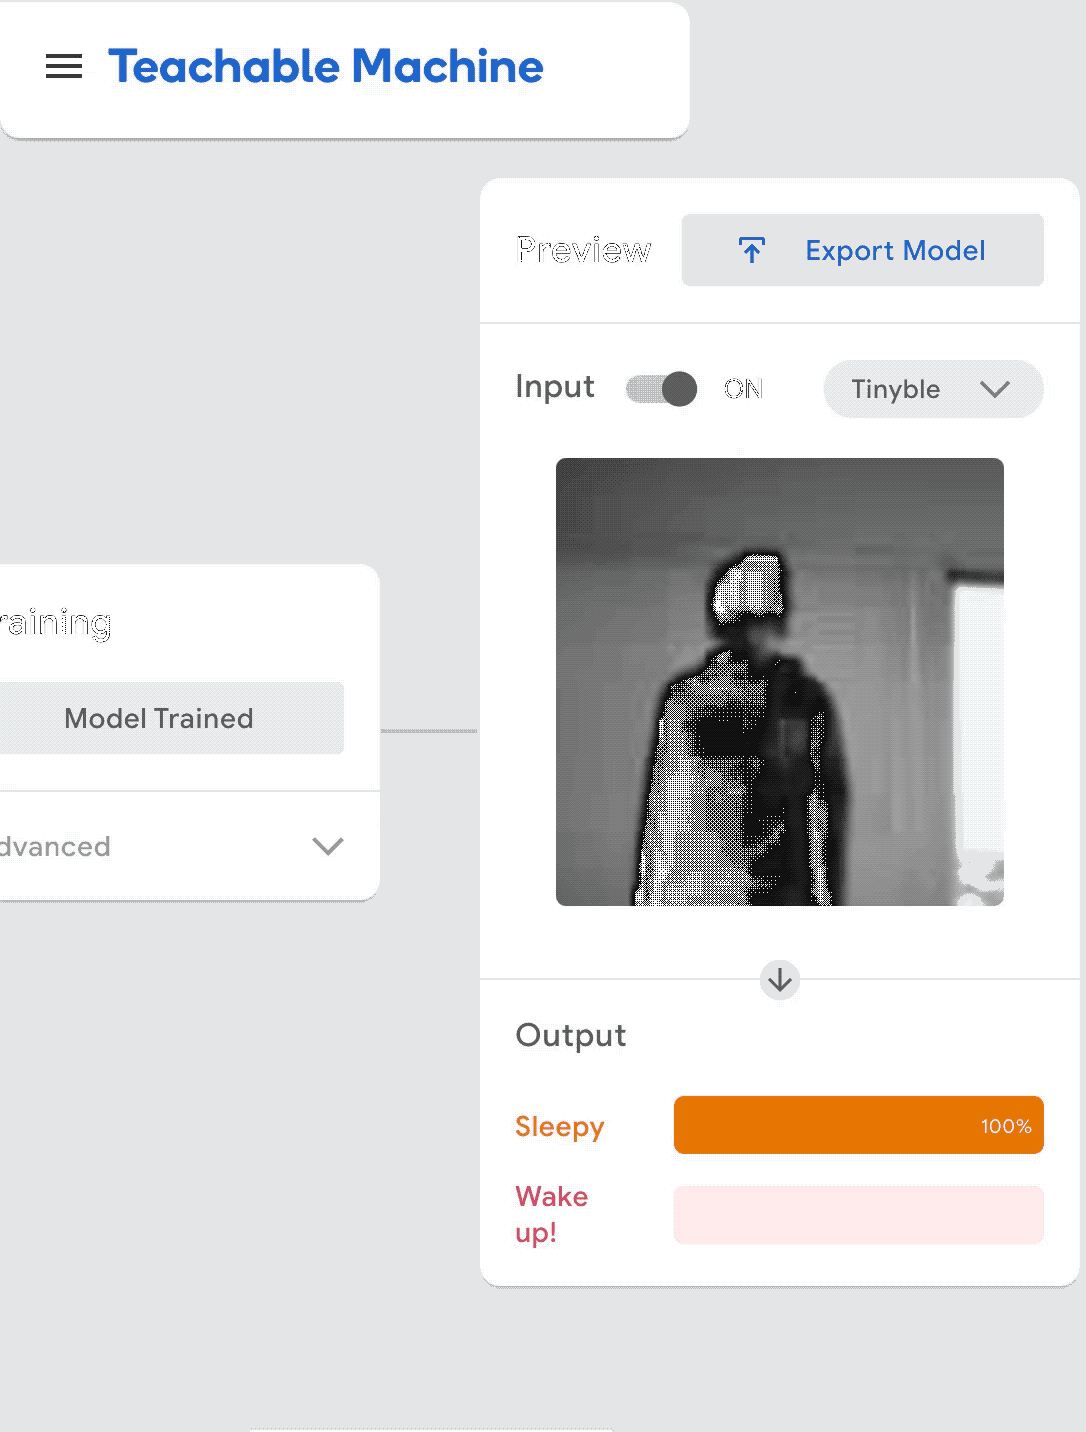 Teachable Machine
Preview
Export Model
Input
ON
Tinyble
raining
Model Trained
dvanced
Output
Sleepy
100%
Wake
up!